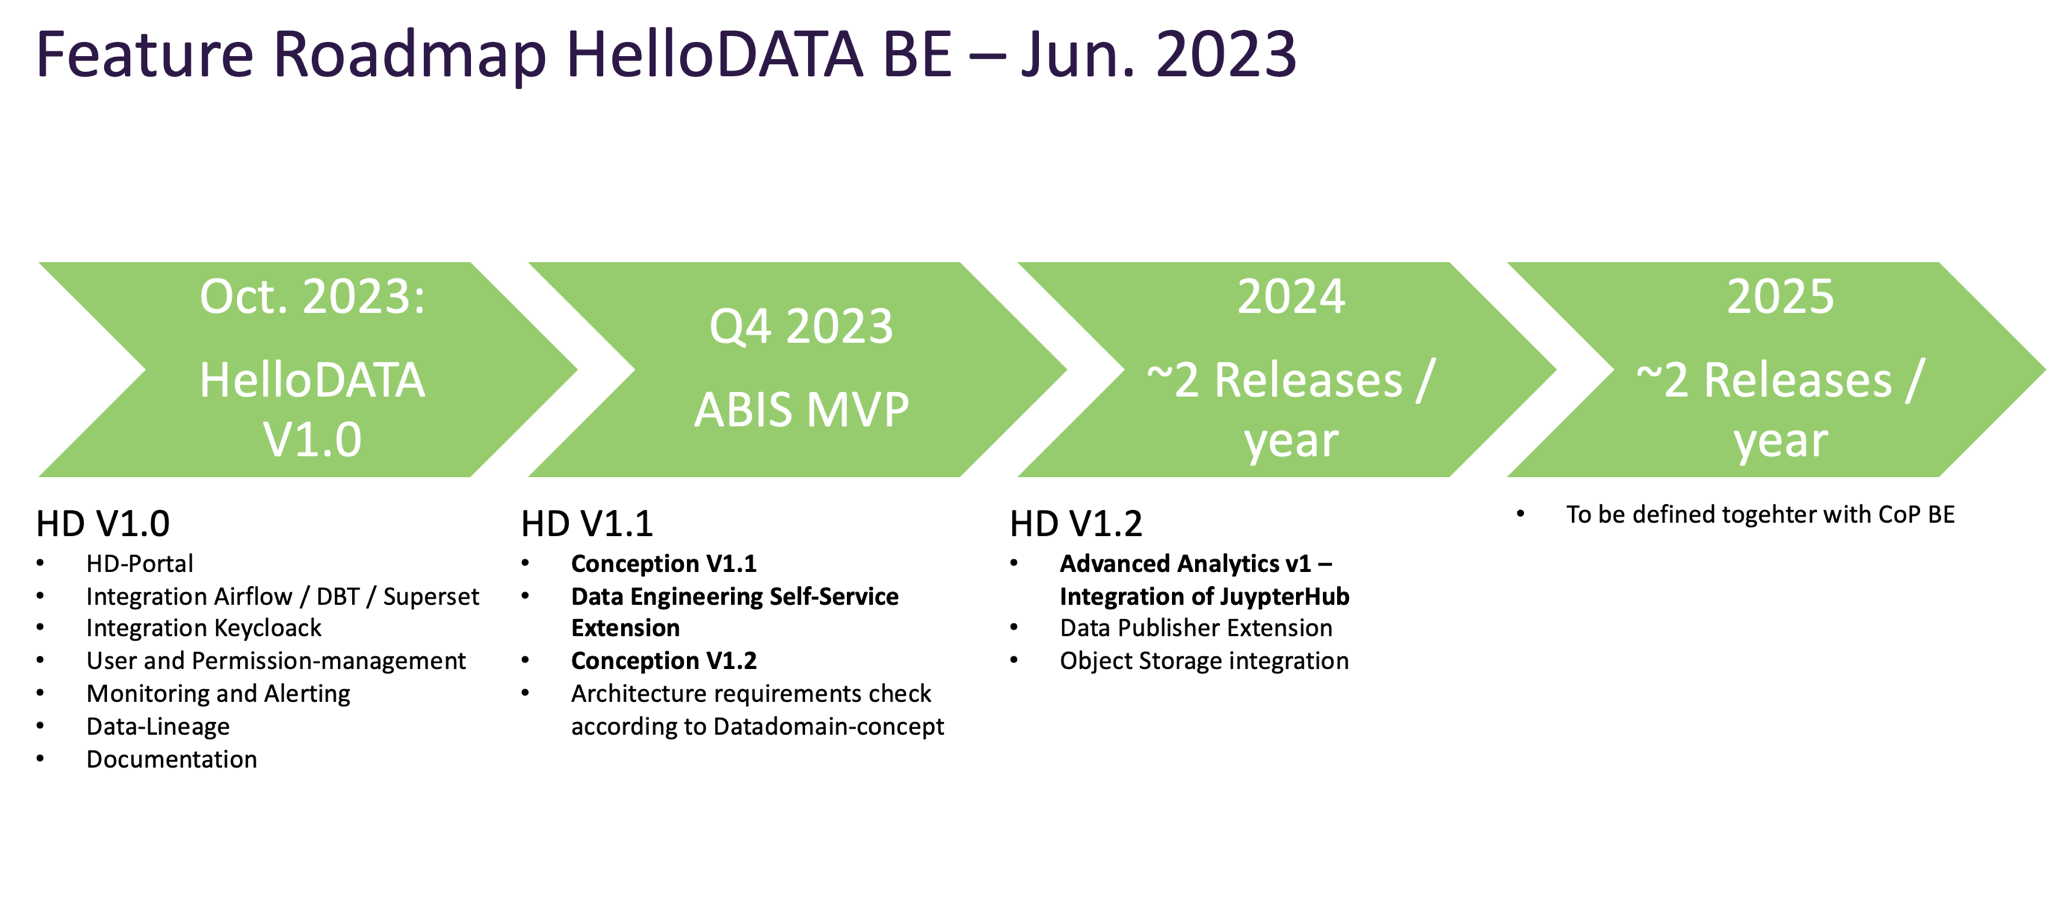 Feature Roadmap HelloDATA BE – Jun. 2023
Oct. 2023:
HelloDATA
V1.0
Q4 2023
ABIS MVP
2024
~2 Releases /
year
2025
~2 Releases /
year
HD V1.0
• HD-Portal
• Integration Airflow / DBT / Superset
• Integration Keycloack
• User and Permission-management
• Monitoring and Alerting
• Data-Lineage
• Documentation
HD V1.1
• Conception V1.1
• Data Engineering Self-Service
Extension
• Conception V1.2
• Architecture requirements check
according to Datadomain-concept
HD V1.2
• Advanced Analytics v1 –
Integration of JuypterHub
• Data Publisher Extension
• Object Storage integration
• To be defined togehter with CoP BE